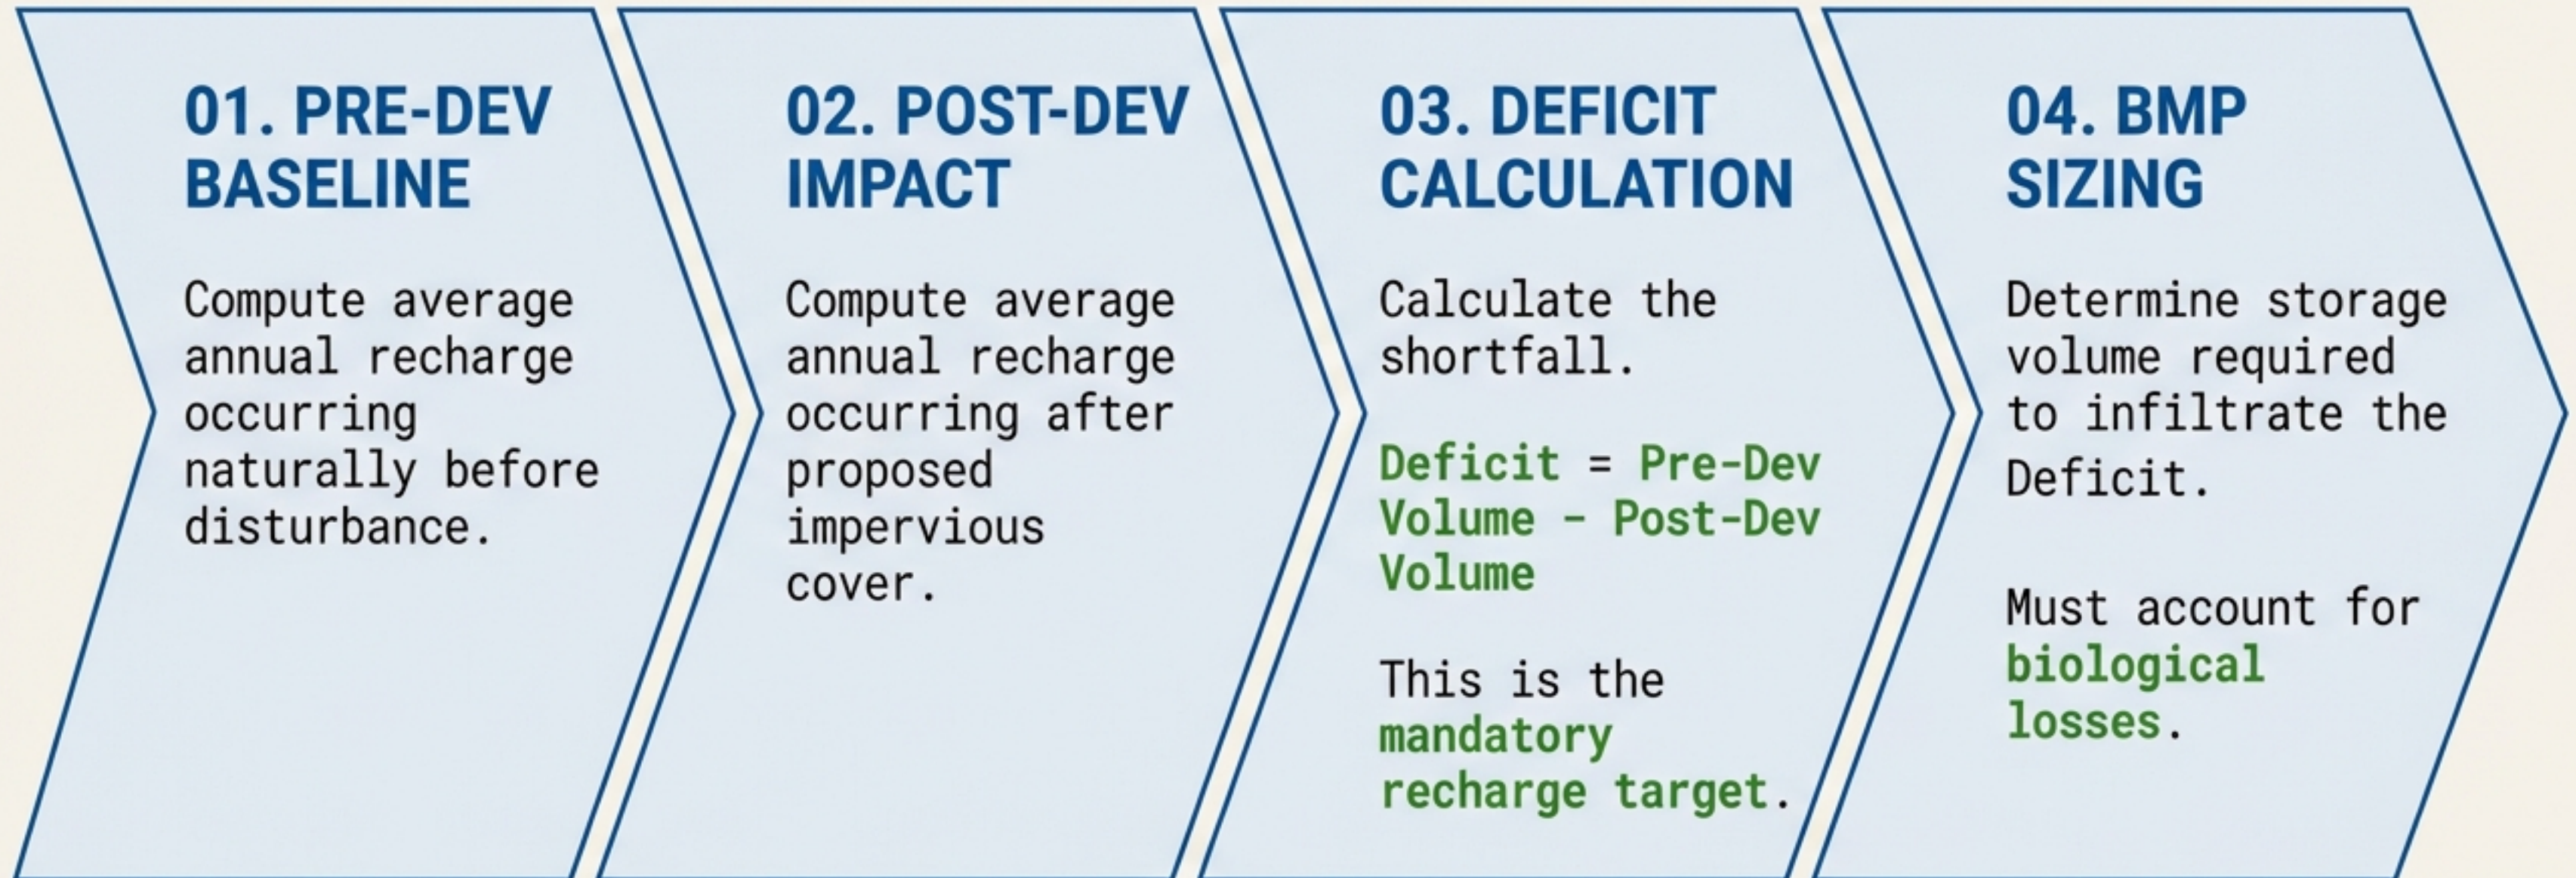 01. PRE-DEV
BASELINE
Compute average
annual recharge
occurring
naturally before
disturbance.
02. POST-DEV
IMPACT
Compute average
annual recharge
occurring after
proposed
impervious
cover.
03. DEFICIT
CALCULATION
Calculate the
shortfall.
Deficit = Pre-Dev
Volume - Post-Dev
Volume
This is the
mandatory
recharge target.
04. BMP
SIZING
Determine storage
volume required
to infiltrate the
Deficit.
Must account for
biological
losses.